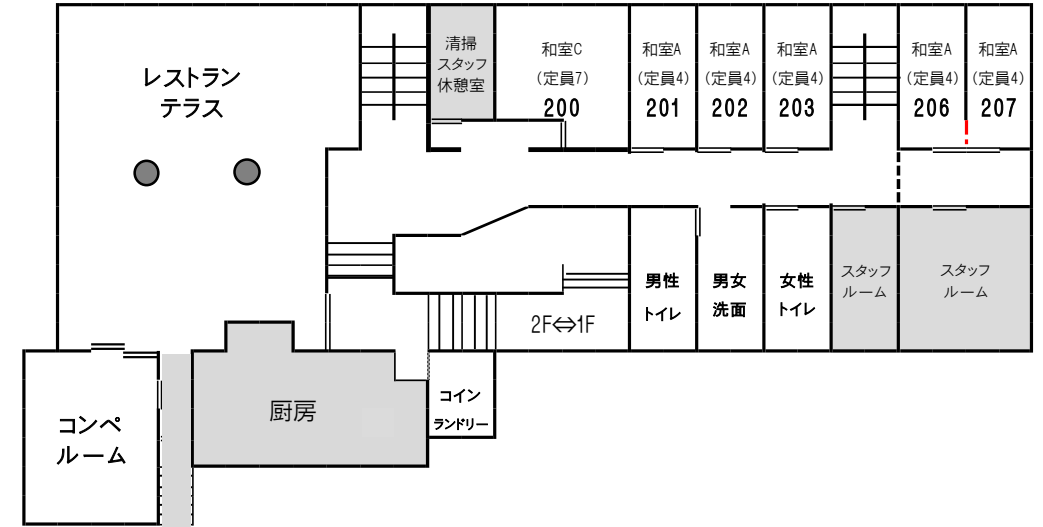 レストラン
テラス
清掃
スタッフ
休憩室
和室C
(定員7)
200
和室A
(定員4)
201
和室A
(定員4)
202
和室A
(定員4)
203
和室A
(定員4)
206
和室A
(定員4)
207
男性
トイレ
男女
洗面
女性
トイレ
スタッフ
ルーム
スタッフ
ルーム
2F⇔1F
コンペ
ルーム
厨房
コイン
ランドリー